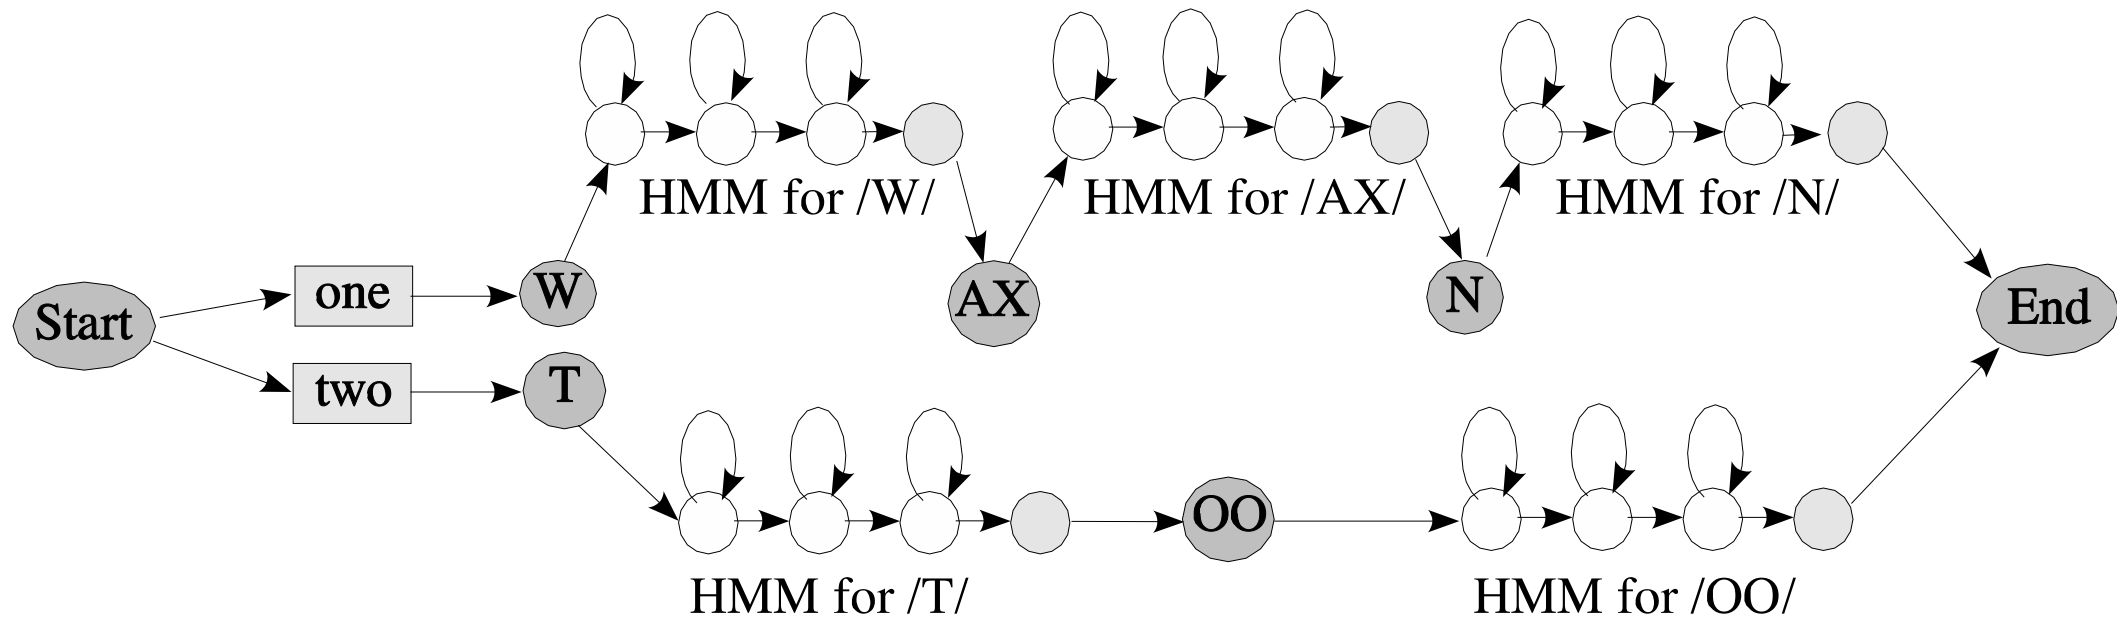 HMM for /W/
HMM for /AX/
HMM for /N/
Start
one
W
AX
N
End
two
T
OO
HMM for /T/
HMM for /OO/